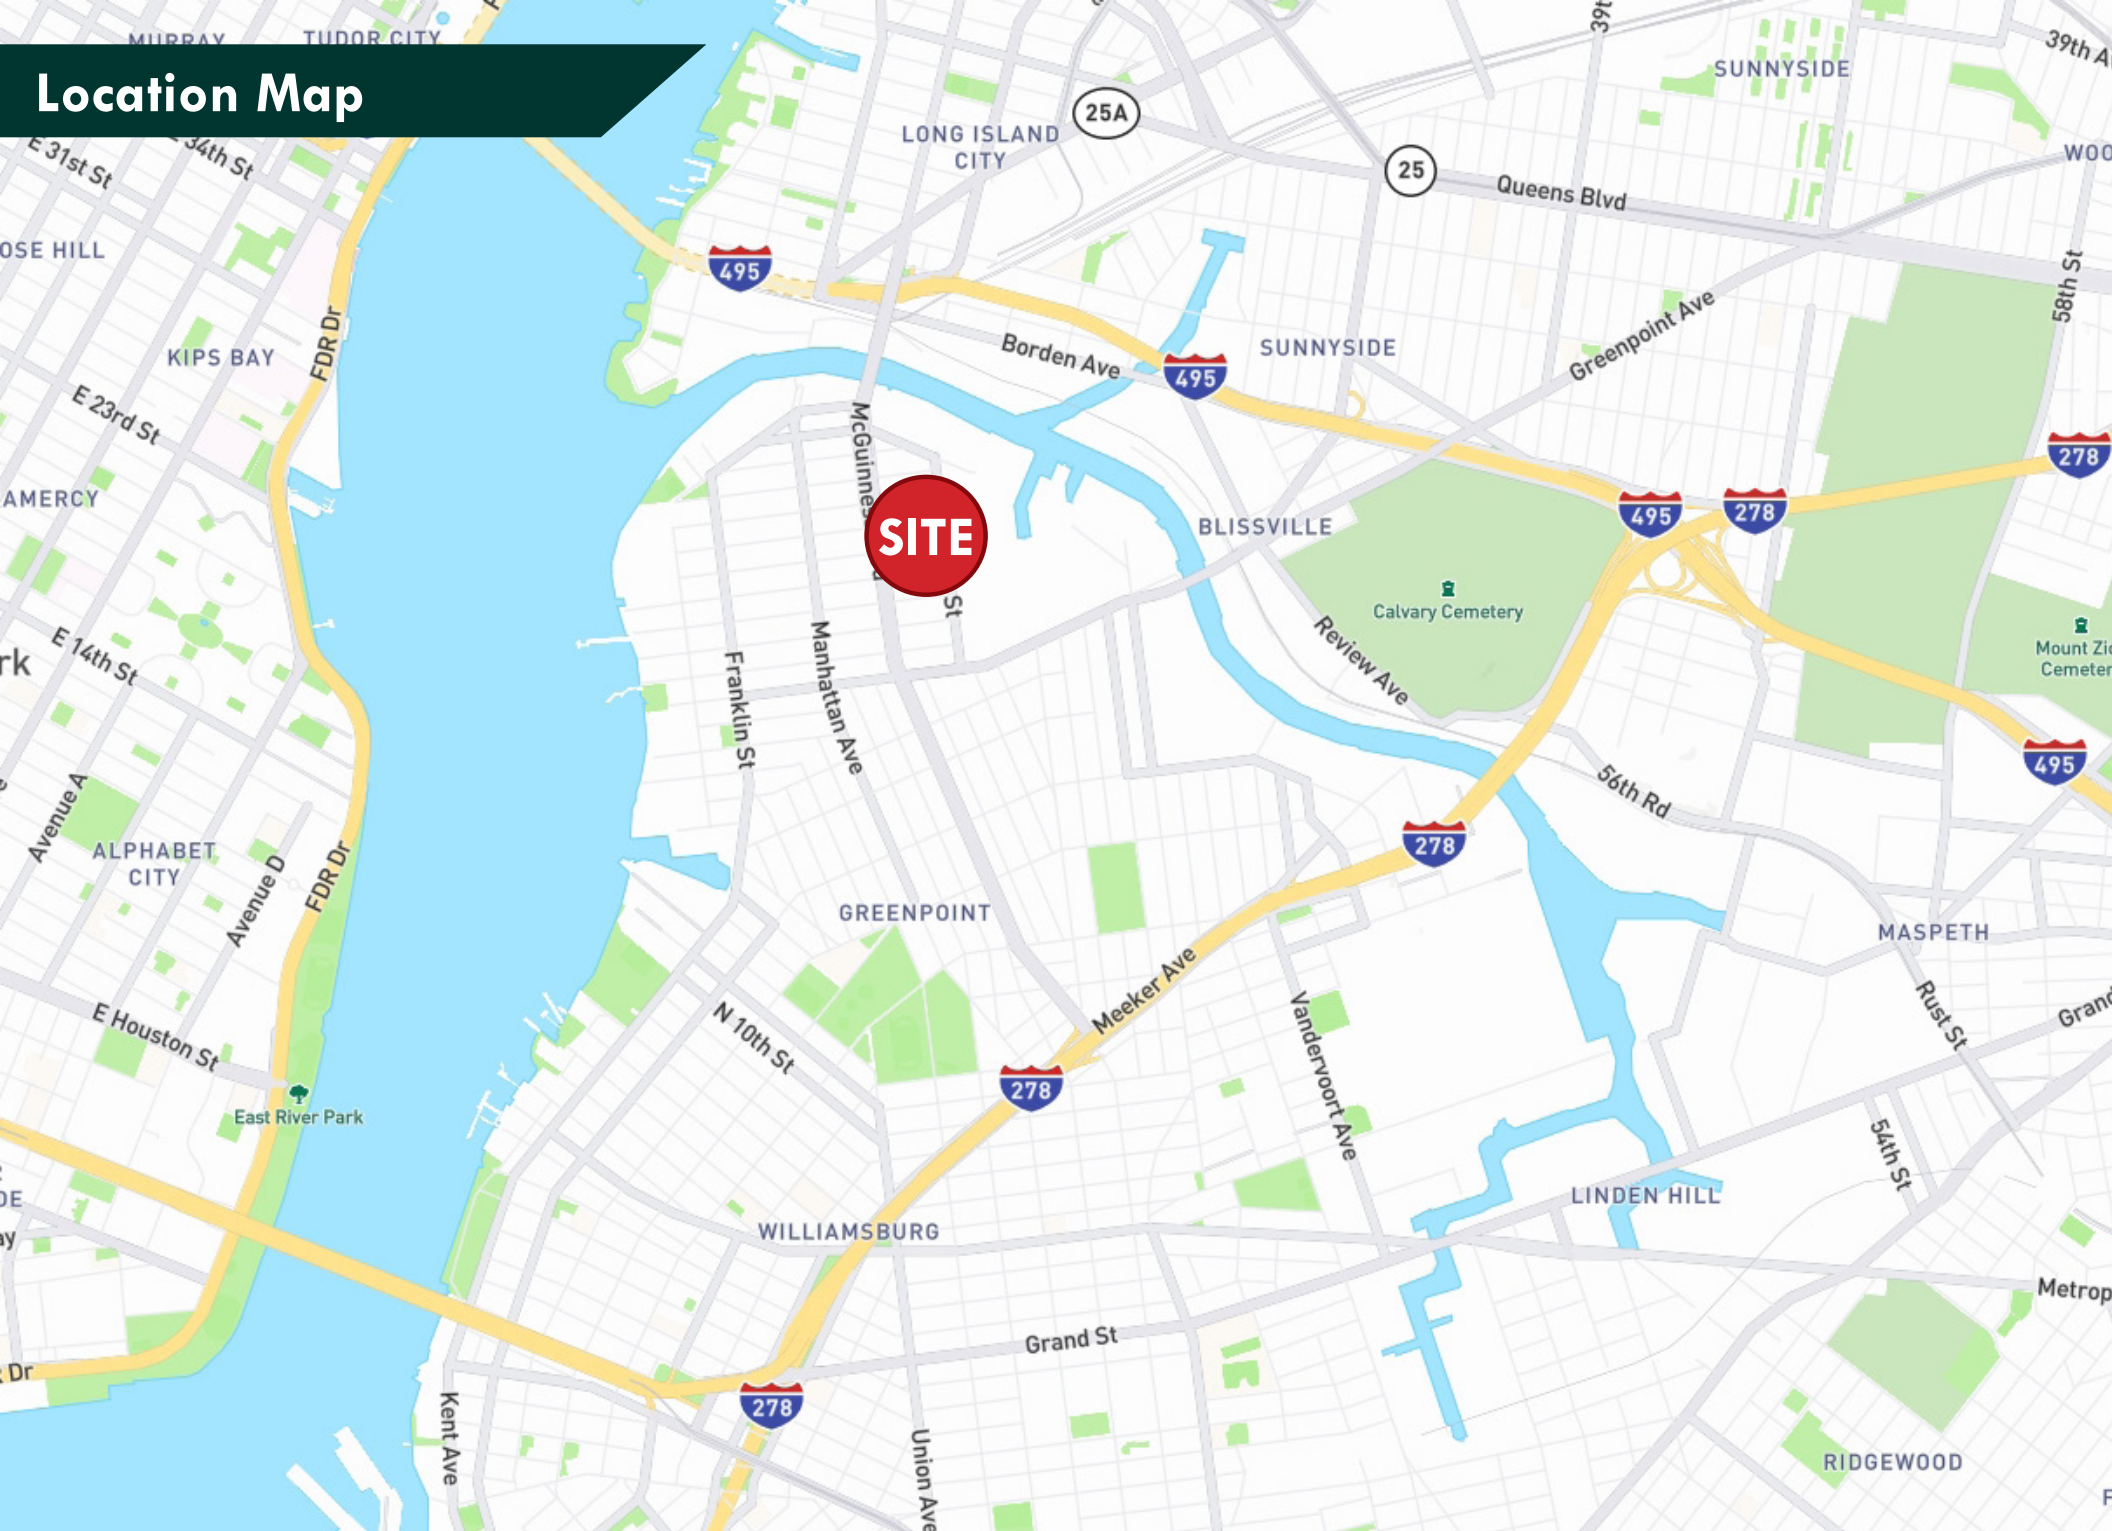 MURRAY
TUDOR CITY
Location Map
SUNNYSIDE
39th
25A
LONG ISLAND
CITY
E 34th St
E 31st St
25
Queens Blvd
OSE HILL
495
58th St
FDR Dr
KIPS BAY
Borden Ave
SUNNYSIDE
Greenpoint Ave
495
E 23rd St
278
AMERCY
SITE
BLISSVILLE
495
278
Calvary Cemetery
St
E 14th St
rk
Manhattan Ave
Franklin St
Review Ave
Cemeter
495
56th Rd
278
Avenue A
ALPHABET
CITY
Avenue D
FDR Dr
GREENPOINT
MASPETH
Meeker Ave
E Houston St
N 10th St
Vandervoort Ave
Rust St
Grand
278
East River Park
54th St
LINDEN HILL
WILLIAMSBURG
Metrop
Grand St
Dr
278
Kent Ave
Union Ave
RIDGEWOOD